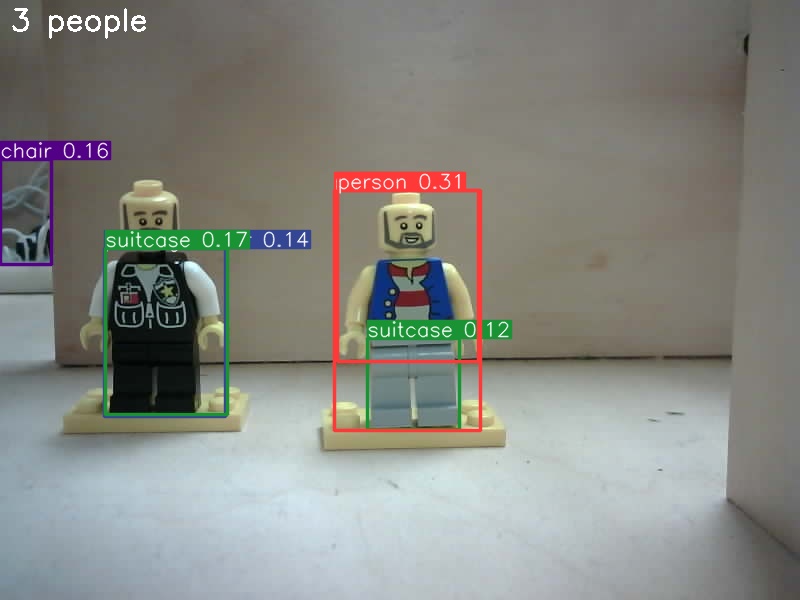 3 people
chair 0.16
person 0.31
suitcase 0.17
0.14
suitcase 0.12